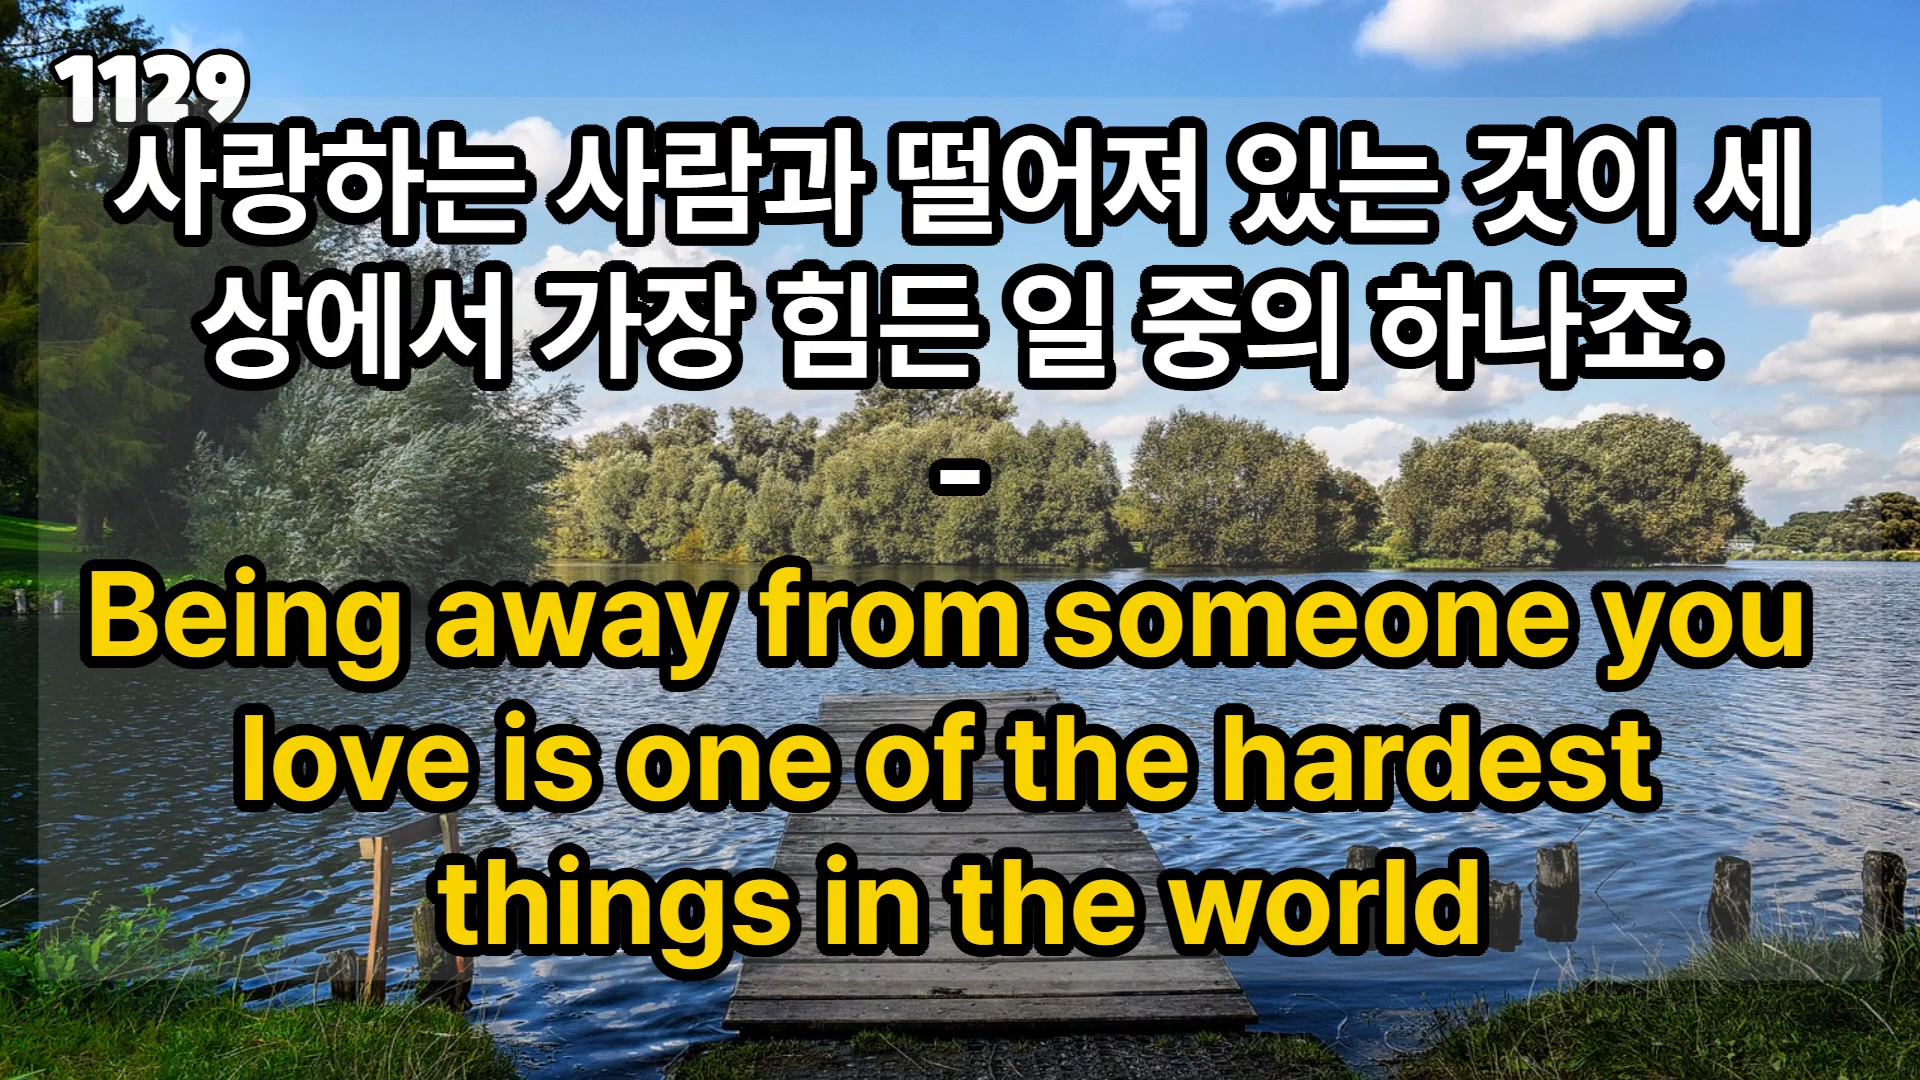 1129
사랑하는 사람과 떨어져 있는 것이 세
상에서 가장 힘든 일 중의 하나죠.
-
Being away from someone you
love is one of the hardest
things in the world